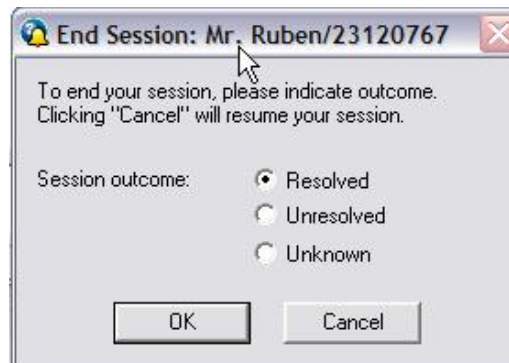 End Session: Mr. Ruben/23120767
To end your session, please indicate outcome.
Clicking "Cancel" will resume your session.
Session outcome:
Resolved
Unresolved
Unknown
OK
Cancel